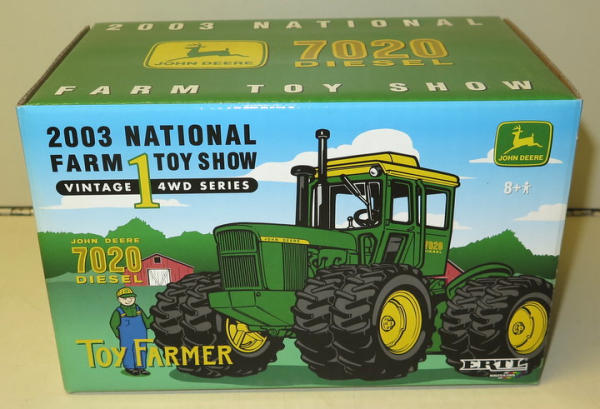 2003 NATIONAL
JOHN DEERE
7020
DIESEL
FARM TOY SHOW
2003 NATIONAL
FARM 1 TOY SHOW
VINTAGE 4WD SERIES
JOHN DEERE
8+
JOHN DEERE
7020
DIESEL
JOHN DEERE
7020
DIESEL
TOY FARMER
ERTL